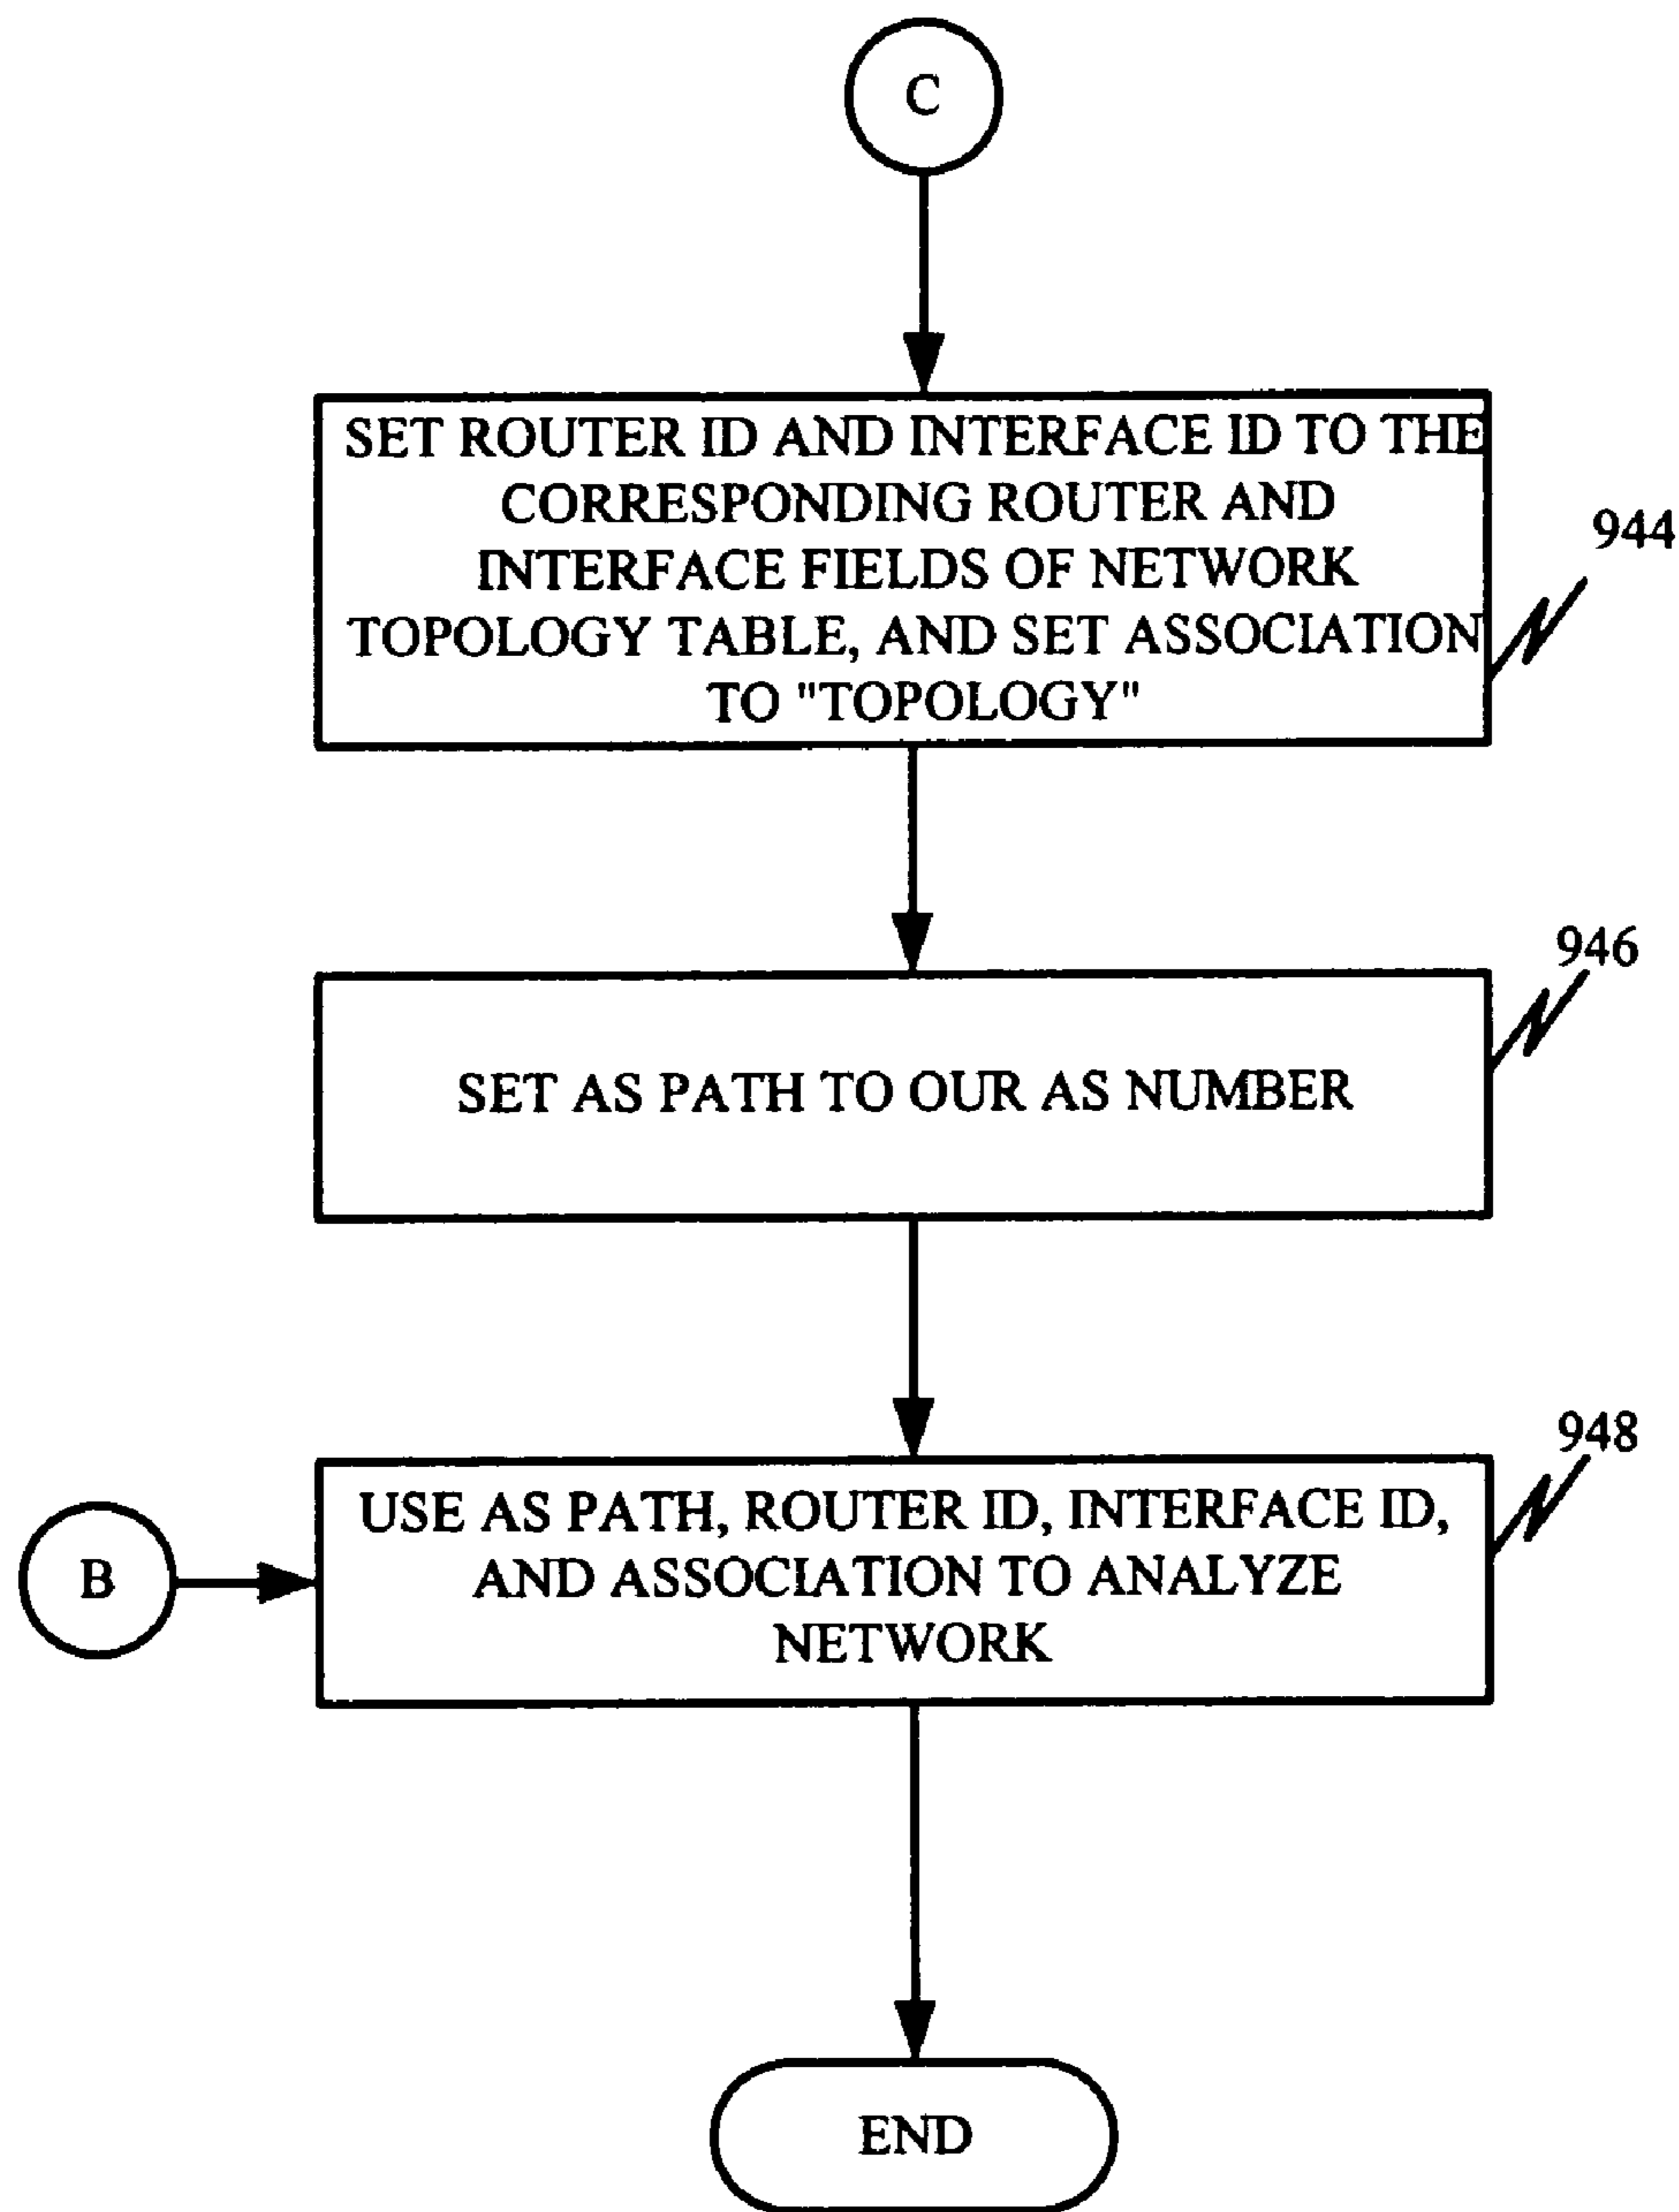 C
SET ROUTER ID AND INTERFACE ID TO THE
CORRESPONDING ROUTER AND
INTERFACE FIELDS OF NETWORK
TOPOLOGY TABLE, AND SET ASSOCIATION
TO "TOPOLOGY"
944
SET AS PATH TO OUR AS NUMBER
946
B
USE AS PATH, ROUTER ID, INTERFACE ID,
AND ASSOCIATION TO ANALYZE
NETWORK
948
END